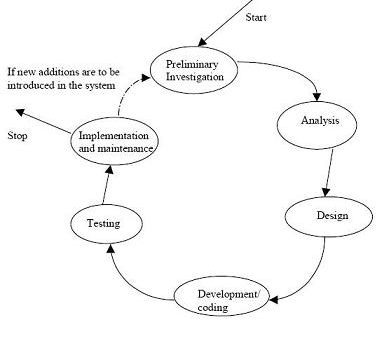 Start
Preliminary
Investigation
If new additions are to be
introduced in the system
Analysis
Stop
Implementation
and maintenance
Testing
Design
Development/
coding